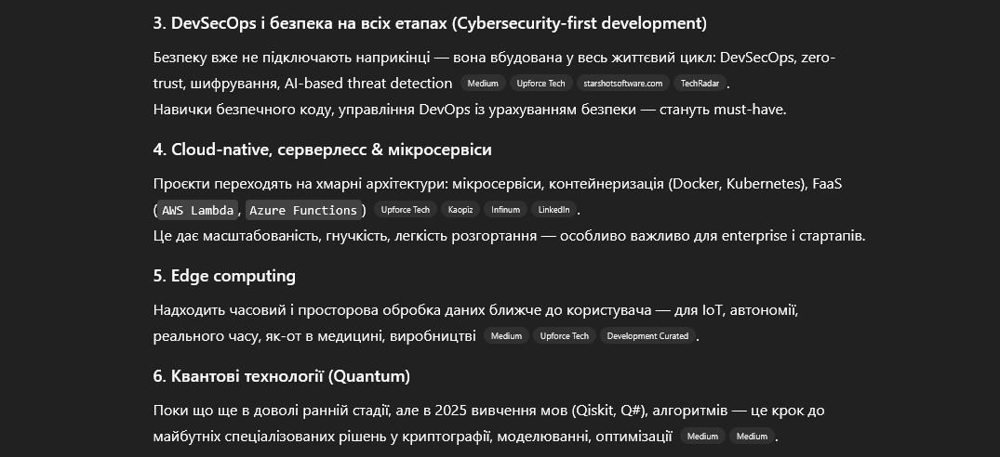 3. DevSecOps і безпека на всіх етапах (Cybersecurity-first development)
Безпеку вже не підключають наприкінці — вона вбудована у весь життєвий цикл: DevSecOps, zero-
trust, шифрування, AI-based threat detection Medium Upforce Tech starshotsoftware.com TechRadar .
Навички безпечного коду, управління DevOps із урахуванням безпеки — стануть must-have.
4. Cloud-native, серверлесс & мікросервіси
Проєкти переходять на хмарні архітектури: мікросервіси, контейнеризація (Docker, Kubernetes), FaaS
(AWS Lambda, Azure Functions) Upforce Tech Kaopiz Infinum LinkedIn .
Це дає масштабованість, гнучкість, легкість розгортання — особливо важливо для enterprise і стартапів.
5. Edge computing
Надходить часовий і просторова обробка даних ближче до користувача — для IoT, автономії,
реального часу, як-от в медицині, виробництві Medium Upforce Tech Development Curated .
6. Квантові технології (Quantum)
Поки що ще в доволі ранній стадії, але в 2025 вивчення мов (Qiskit, Q#), алгоритмів — це крок до
майбутніх спеціалізованих рішень у криптографії, моделюванні, оптимізації Medium Medium .